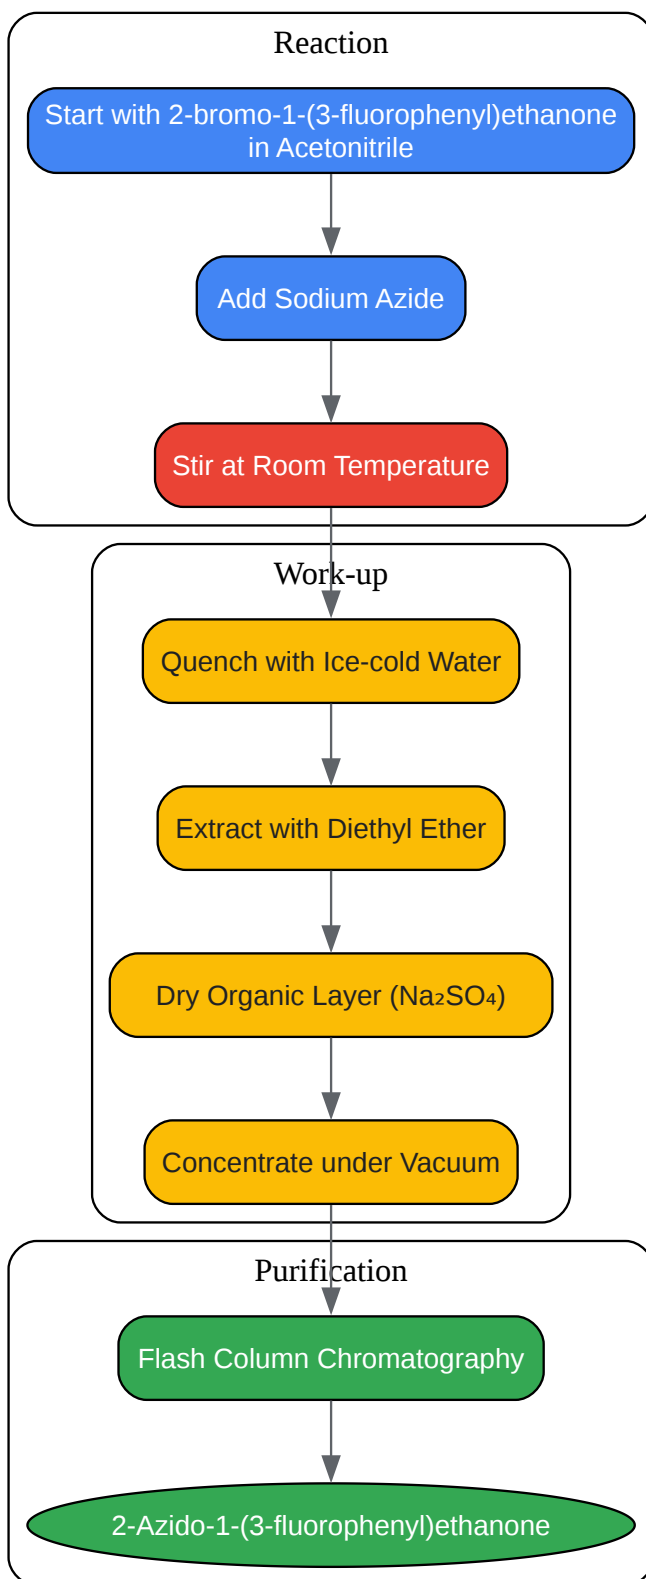 Reaction
Start with 2-bromo-1-(3-fluorophenyl)ethanone
in Acetonitrile
Add Sodium Azide
Stir at Room Temperature
Work-up
Quench with Ice-cold Water
Extract with Diethyl Ether
Dry Organic Layer (Na₂SO₄)
Concentrate under Vacuum
Purification
Flash Column Chromatography
2-Azido-1-(3-fluorophenyl)ethanone